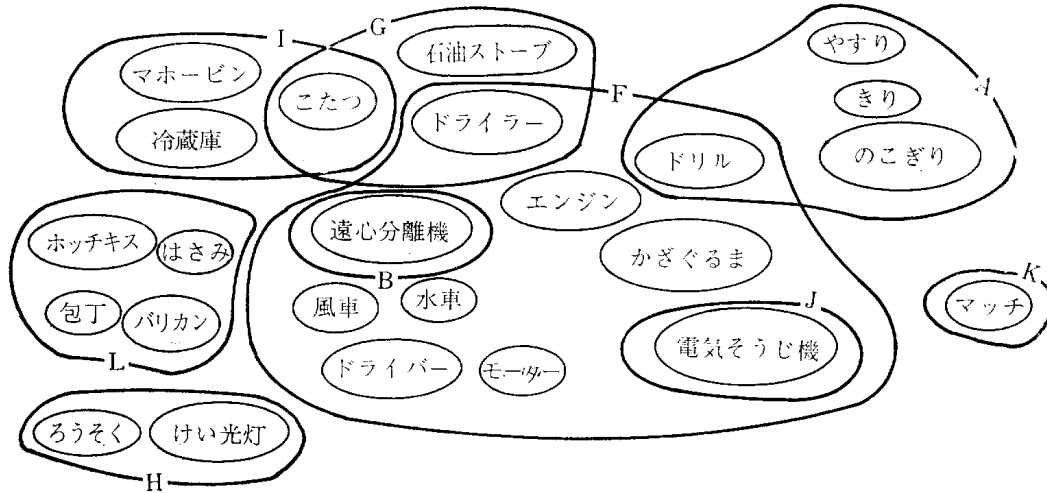 I
G
石油ストーブ
やすり
マホービン
こたつ
F
きり
A
冷蔵庫
ドライラー
ドリル
のこぎり
エンジン
ホッチキス
はさみ
遠心分離機
かざぐるま
B
K
包丁
バリカン
風車
水車
J
マッチ
L
ドライバー
モーター
電気そうじ機
ろうそく
けい光灯
H